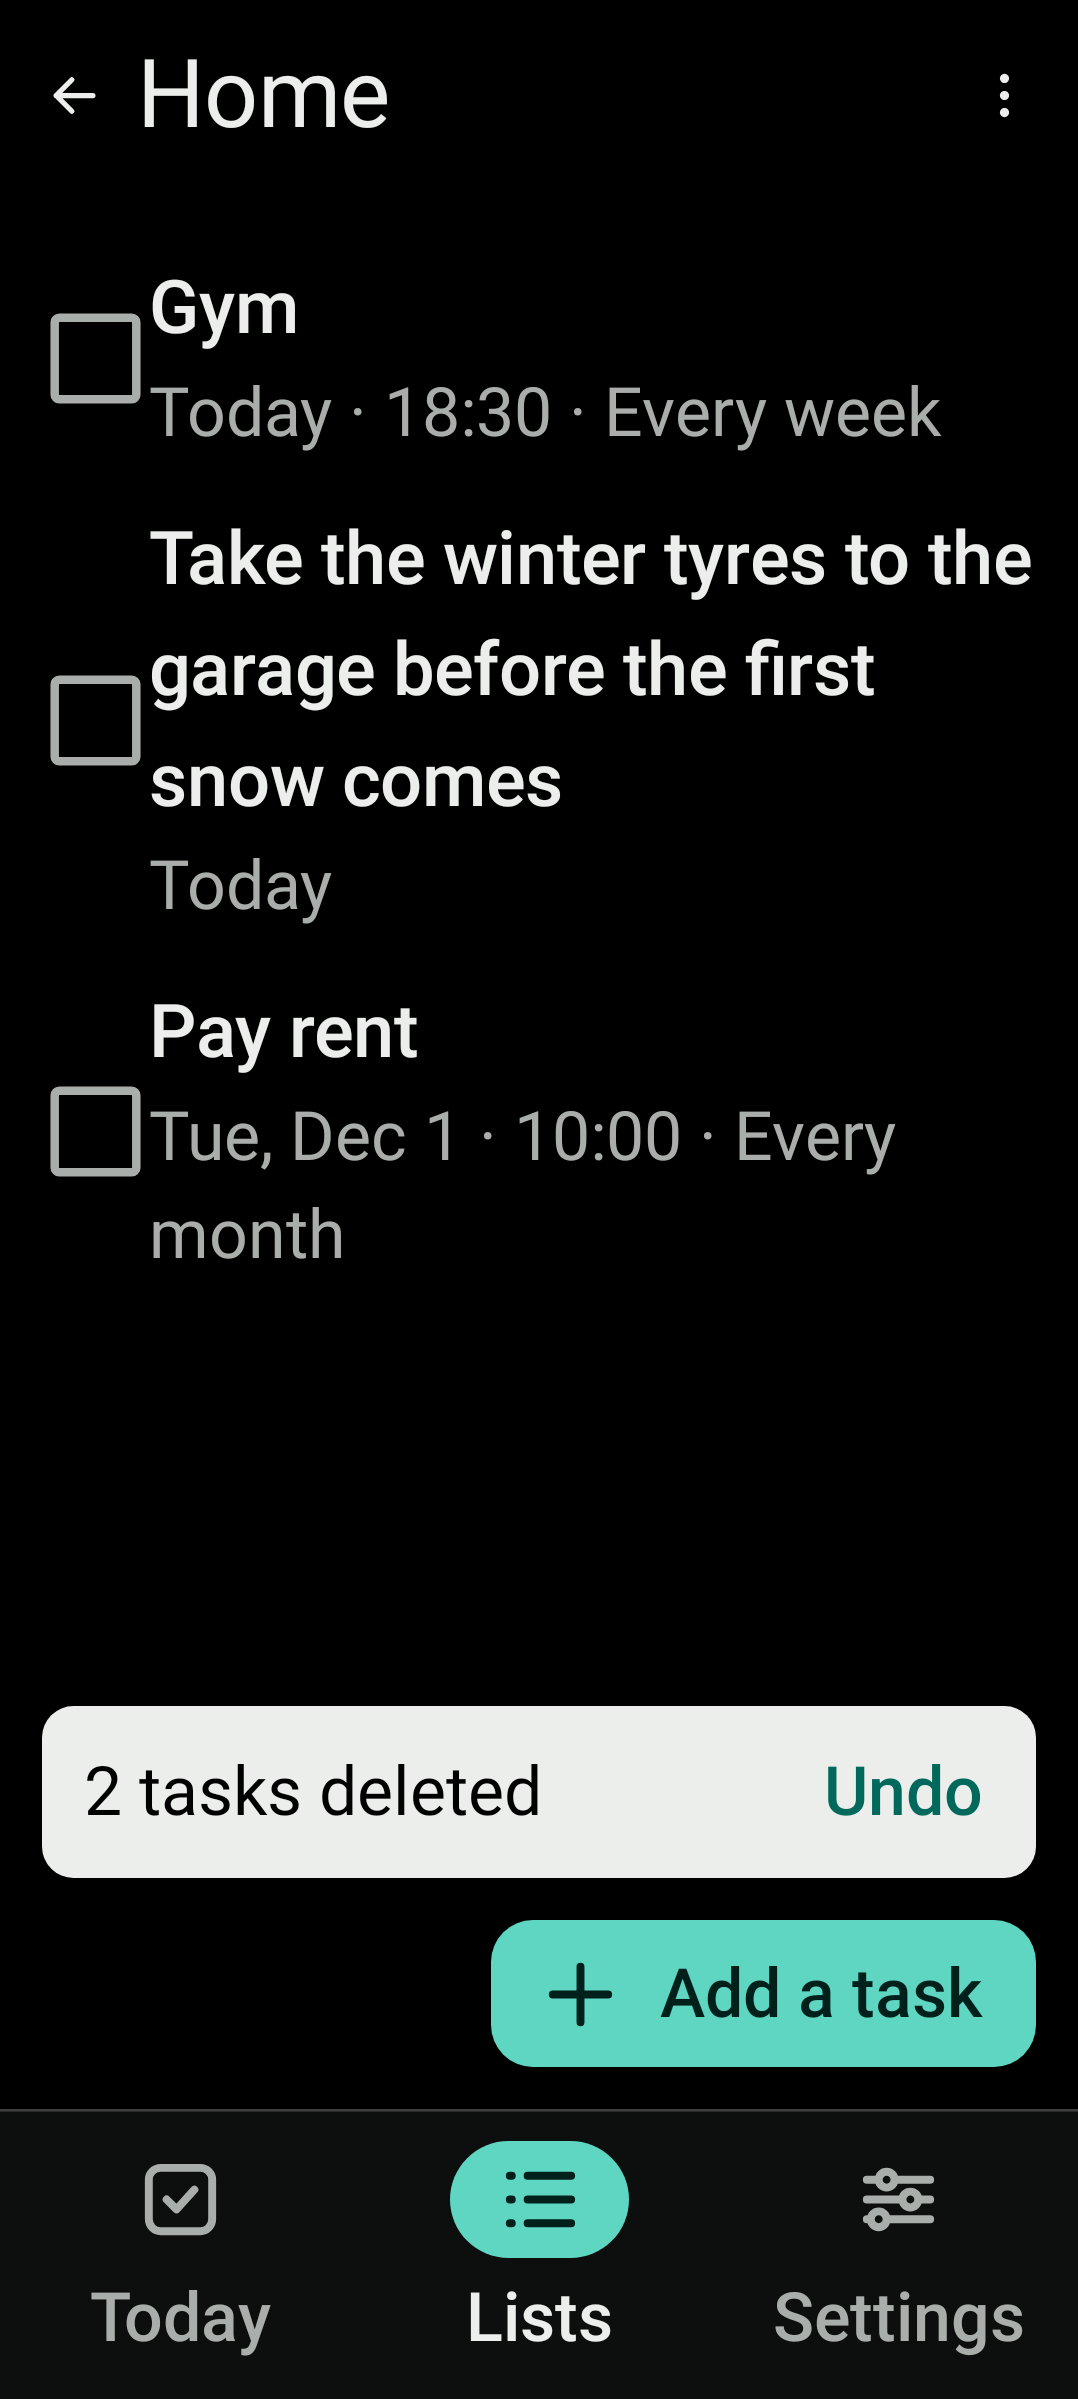 Home
Gym
Today · 18:30 · Every week
Take the winter tyres to the
garage before the first
snow comes
Today
Pay rent
Tue, Dec 1 · 10:00 · Every
month
2 tasks deleted
Undo
Add a task
Today
Lists
Settings